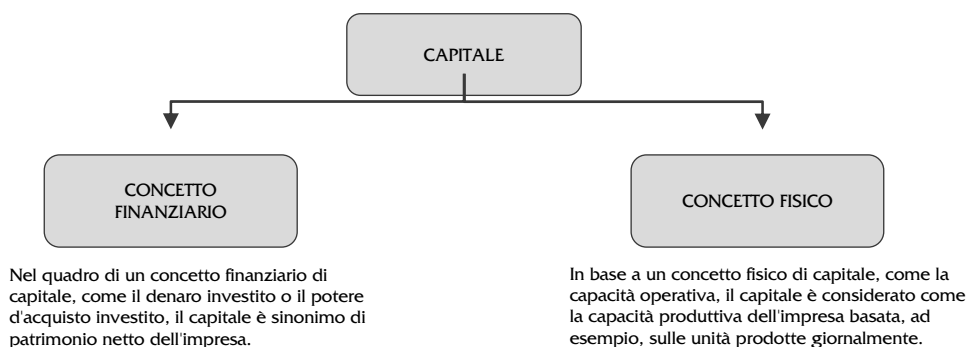 CAPITALE
CONCETTO
FINANZIARIO
CONCETTO FISICO
Nel quadro di un concetto finanziario di
capitale, come il denaro investito o il potere
d'acquisto investito, il capitale è sinonimo di
patrimonio netto dell'impresa.
In base a un concetto fisico di capitale, come la
capacità operativa, il capitale è considerato come
la capacità produttiva dell'impresa basata, ad
esempio, sulle unità prodotte giornalmente.